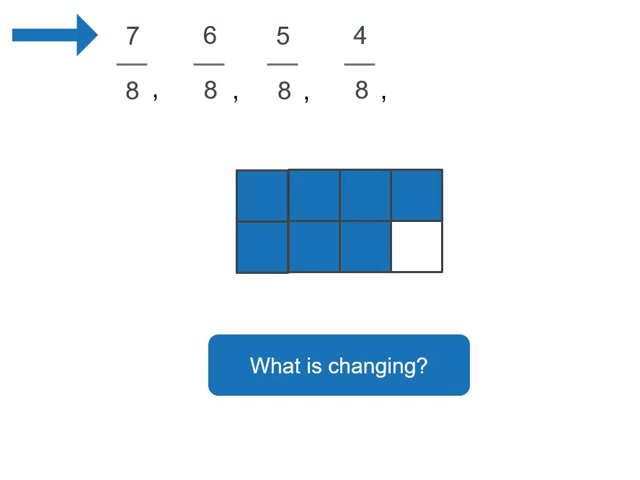 7 6 5 4
8 , 8 , 8 , 8 ,
What is changing?